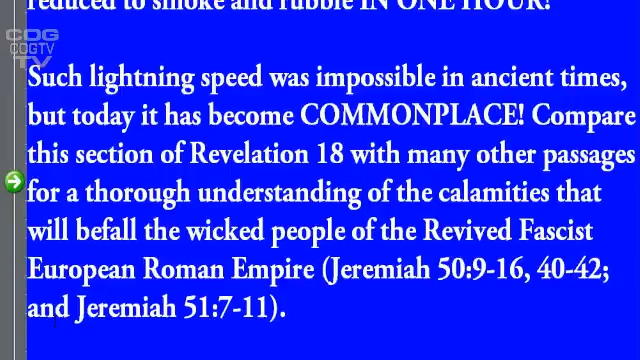 reduced to smoke and rubble IN ONE HOUR!
COG
COGTV
TV
Such lightning speed was impossible in ancient times,
but today it has become COMMONPLACE! Compare
this section of Revelation 18 with many other passages
for a thorough understanding of the calamities that
will befall the wicked people of the Revived Fascist
European Roman Empire (Jeremiah 50:9-16, 40-42;
and Jeremiah 51:7-11).